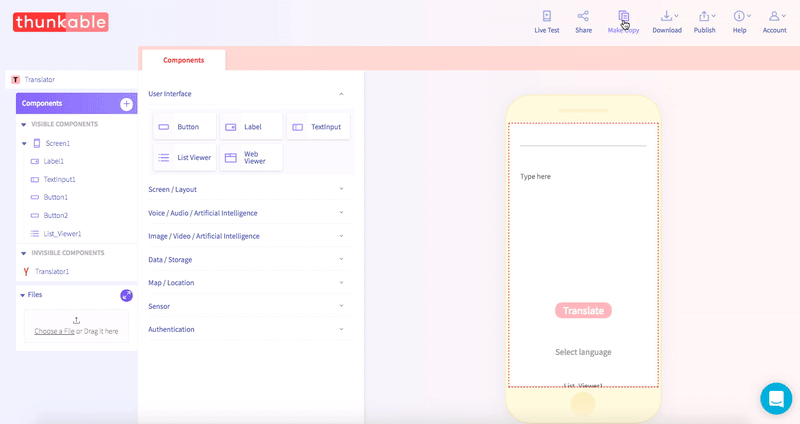 thunkable
Live Test
Share
Make Copy
Download
Publish
Help
Account
Components
T Translator
Components
VISIBLE COMPONENTS
Screen1
Label1
TextInput1
Button1
Button2
List_Viewer1
INVISIBLE COMPONENTS
Translator1
Files
Choose a File or Drag it here
User Interface
Button
Label
TextInput
List Viewer
Web
Viewer
Screen / Layout
Voice / Audio / Artificial Intelligence
Image / Video / Artificial Intelligence
Data / Storage
Map / Location
Sensor
Authentication
Type here
Translate
Select language
List_Viewer1